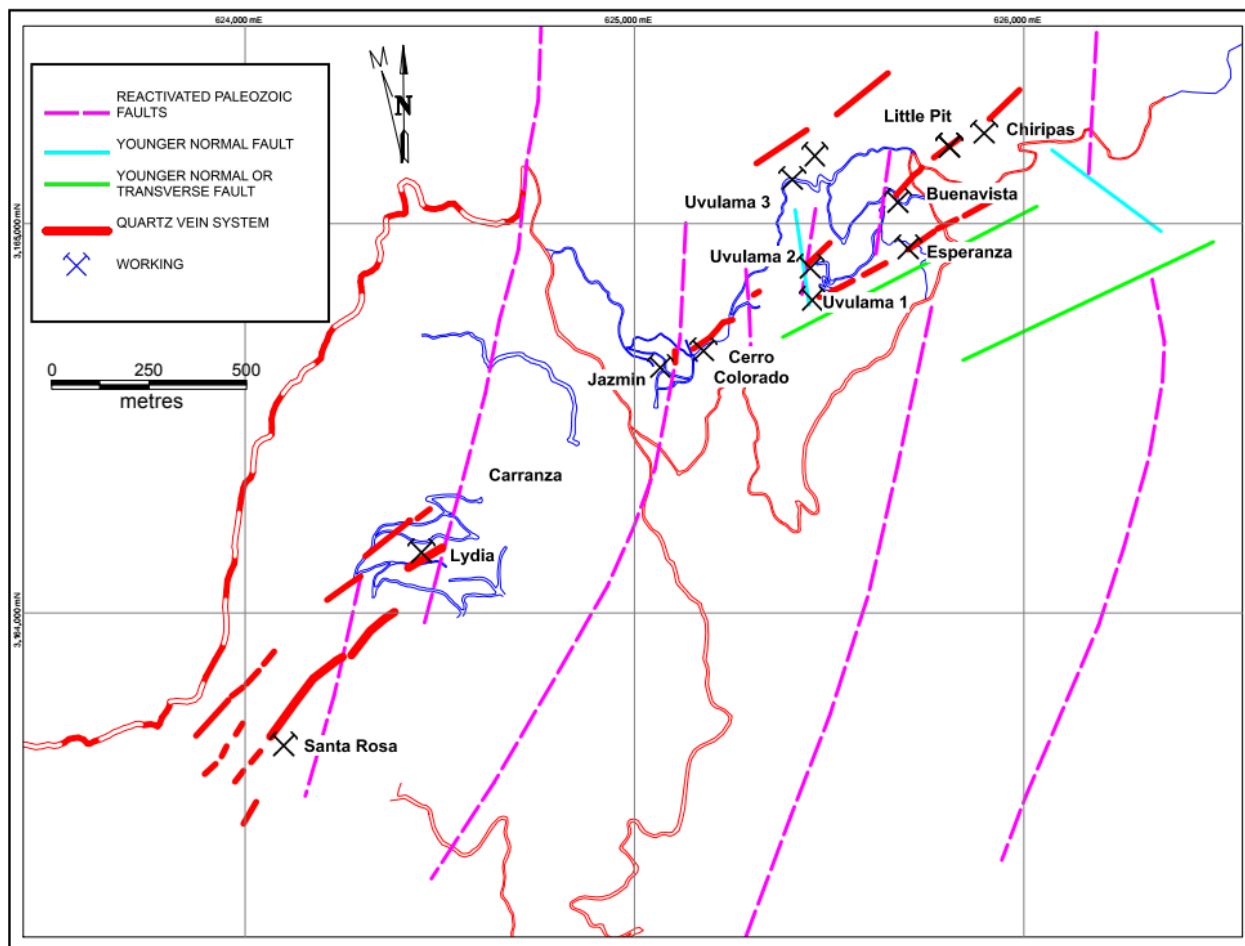 624,000 mE
625,000 mE
626,000 mE
REACTIVATED PALEOZOIC
FAULTS
YOUNGER NORMAL FAULT
YOUNGER NORMAL OR
TRANSVERSE FAULT
QUARTZ VEIN SYSTEM
WORKING
M
N
Little Pit
Chiripas
Buenavista
Uvulama 3
3,165,000 mN
Uvulama 2
Esperanza
Uvulama 1
0
250
500
metres
Jazmin
Cerro
Colorado
Carranza
Lydia
3,164,000 mN
Santa Rosa